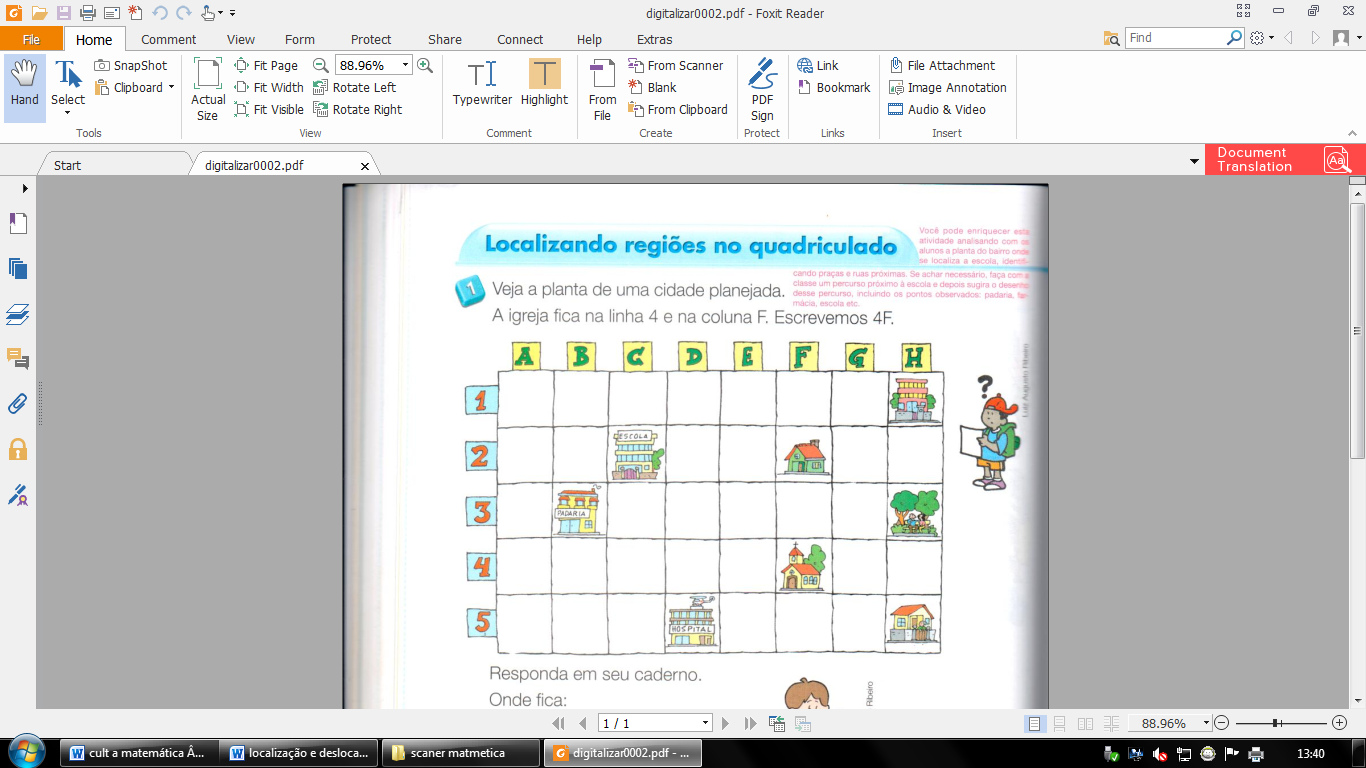 digitalizar0002.pdf - Foxit Reader
File Home Comment View Form Protect Share Connect Help Extras
Find
Hand
Select
SnapShot
Clipboard
Tools
Actual Size
Fit Page
Fit Width
Fit Visible
88.96%
Rotate Left
Rotate Right
View
Typewriter
Highlight
Comment
From File
From Scanner
Blank
From Clipboard
Create
PDF Sign
Protect
Link
Bookmark
Links
File Attachment
Image Annotation
Audio & Video
Insert
Start
digitalizar0002.pdf
Document
Translation
Localizando regiões no quadriculado
Você pode enriquecer esta
atividade analisando com os
alunos a planta do bairro onde
se localiza a escola, identifi-
cando praças e ruas próximas. Se achar necessário, faça com a
classe um percurso próximo à escola e depois sugira o desenho
desse percurso, incluindo os pontos observados: padaria, far-
mácia, escola etc.
1 Veja a planta de uma cidade planejada.
A igreja fica na linha 4 e na coluna F. Escrevemos 4F.
A B C D E F G H
1
2 ESCOLA
3 PADARIA
4
5 HOSPITAL
?
Luiz Augusto Ribeiro
Responda em seu caderno.
Onde fica:
Ribeiro
1 / 1
88.96%
cult a matemática Â...
localização e desloca...
scaner matmetica
digitalizar0002.pdf - ...
13:40